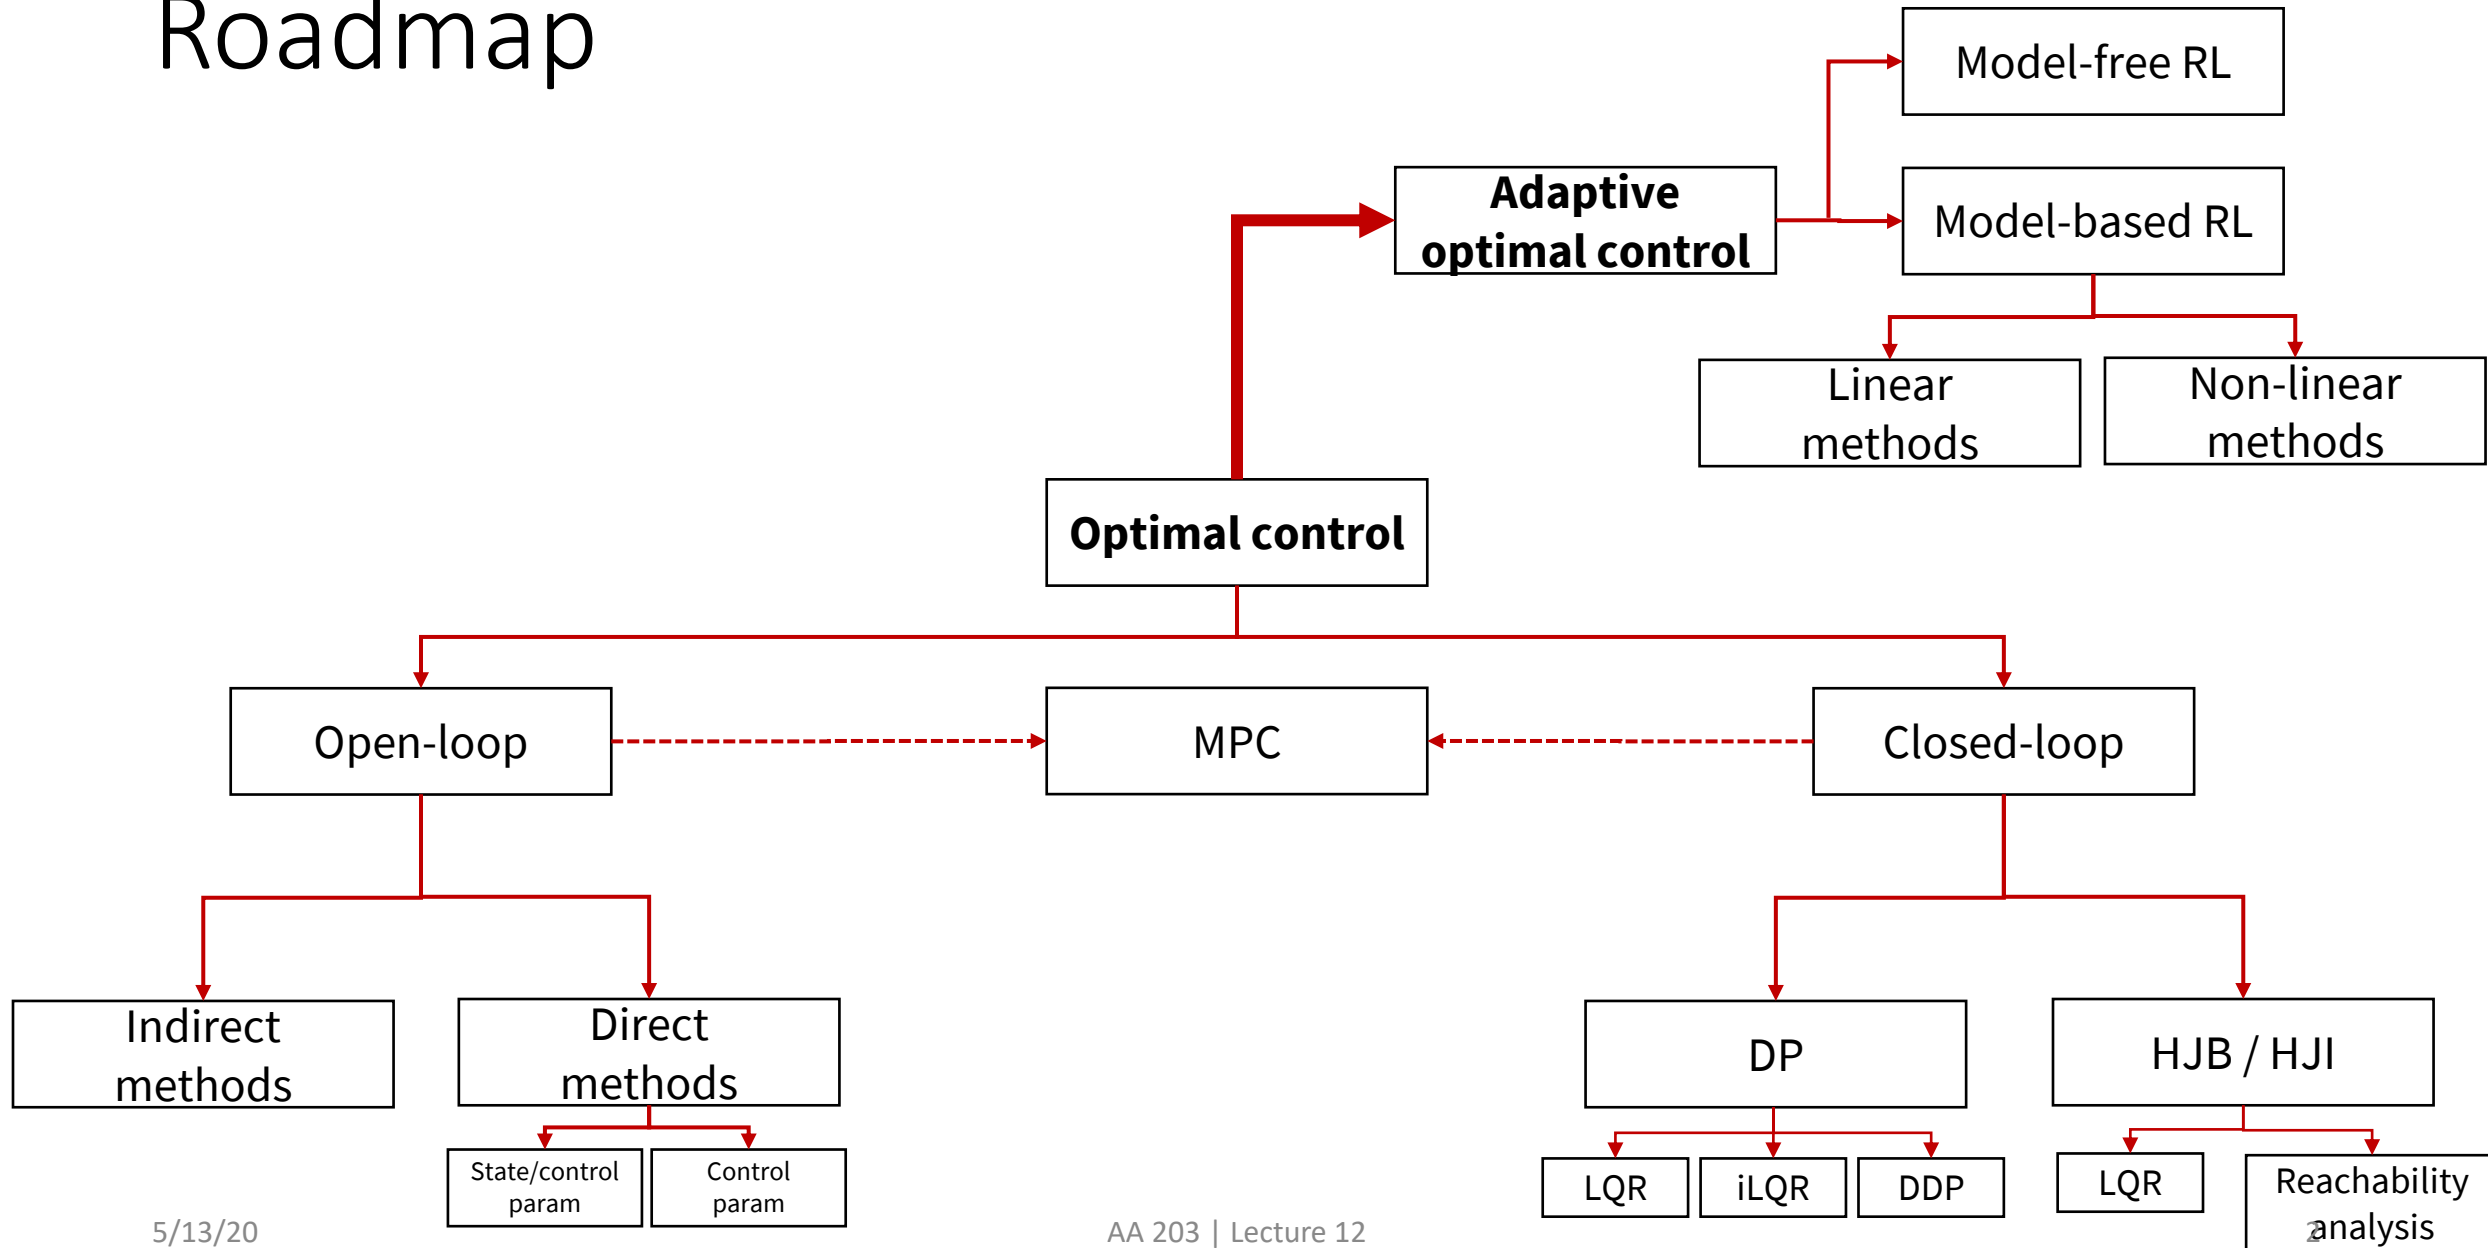 Roadmap
Model-free RL
Adaptive
optimal control
Model-based RL
Linear
methods
Non-linear
methods
Optimal control
Open-loop
MPC
Closed-loop
Indirect
methods
Direct
methods
DP
HJB / HJI
State/control
param
Control
param
LQR
iLQR
DDP
LQR
Reachability
analysis
5/13/20
AA 203 | Lecture 12
2